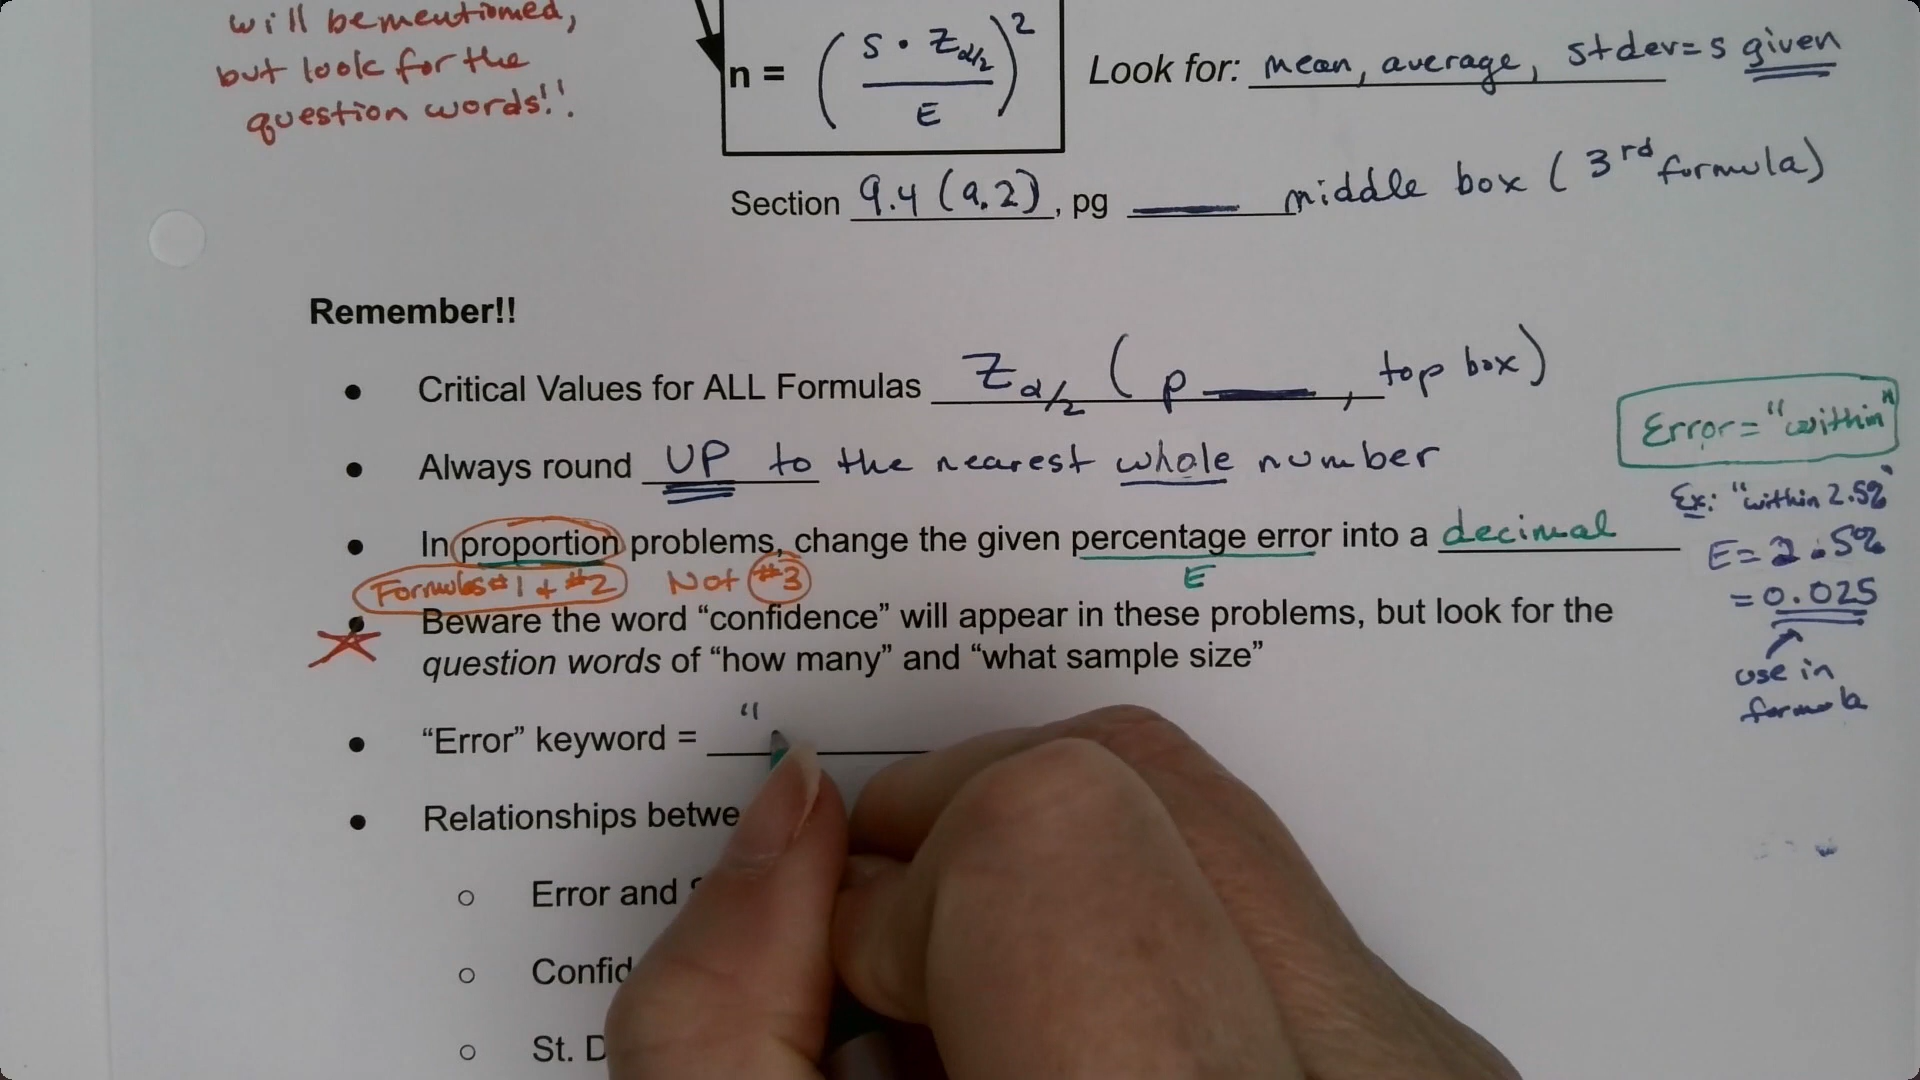 will be mentioned,
but look for the
question words!!
n = (s · Zα/2 / E)²
Look for: mean, average, stdev = s given
Section 9.4 (9.2), pg ____ middle box (3rd formula)
Remember!!
• Critical Values for ALL Formulas Zα/2 (p ____, top box)
• Always round UP to the nearest whole number
• In proportion problems, change the given percentage error into a decimal
E
Formulas #1 + #2 Not #3
• Beware the word “confidence” will appear in these problems, but look for the
question words of “how many” and “what sample size”
• “Error” keyword = “
• Relationships betwe
○ Error and
○ Confid
○ St. D
Error = "within"
Ex: "within 2.5%"
E = 2.5%
= 0.025
use in
formula